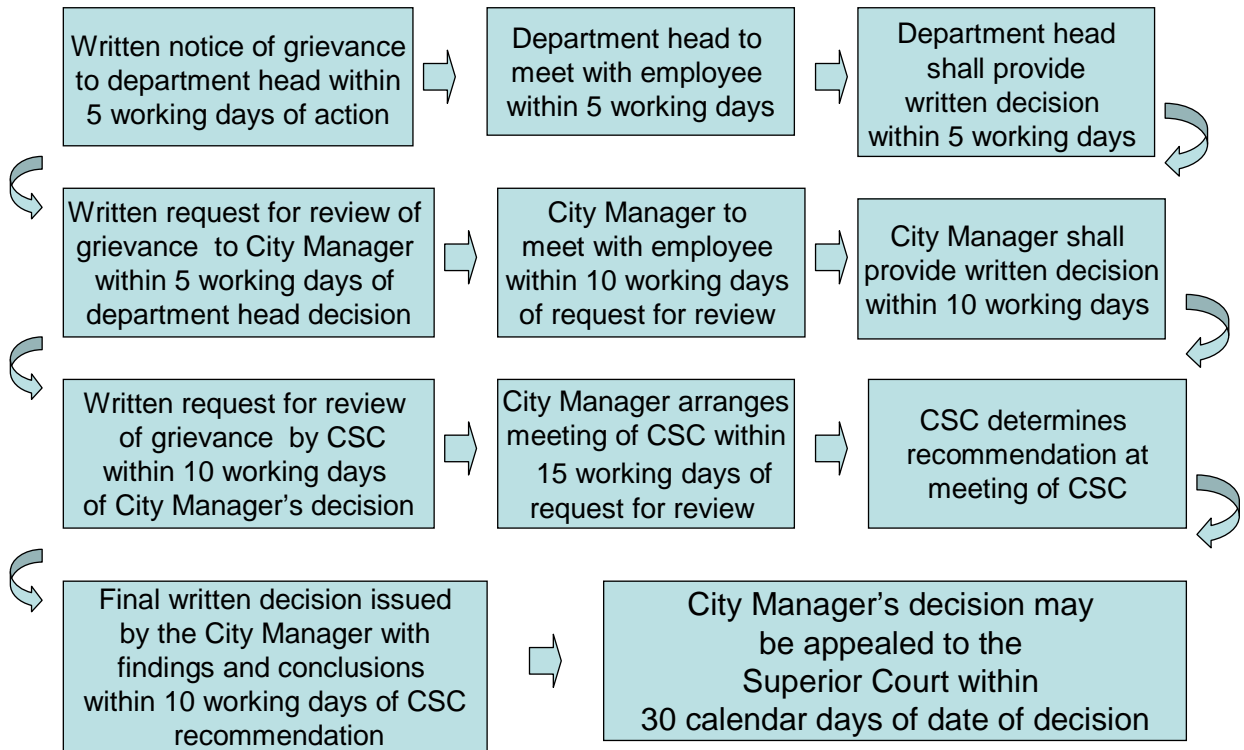 Written notice of grievance
to department head within
5 working days of action
Department head to
meet with employee
within 5 working days
Department head
shall provide
written decision
within 5 working days
Written request for review of
grievance to City Manager
within 5 working days of
department head decision
City Manager to
meet with employee
within 10 working days
of request for review
City Manager shall
provide written decision
within 10 working days
Written request for review
of grievance by CSC
within 10 working days
of City Manager's decision
City Manager arranges
meeting of CSC within
15 working days of
request for review
CSC determines
recommendation at
meeting of CSC
Final written decision issued
by the City Manager with
findings and conclusions
within 10 working days of CSC
recommendation
City Manager's decision may
be appealed to the
Superior Court within
30 calendar days of date of decision